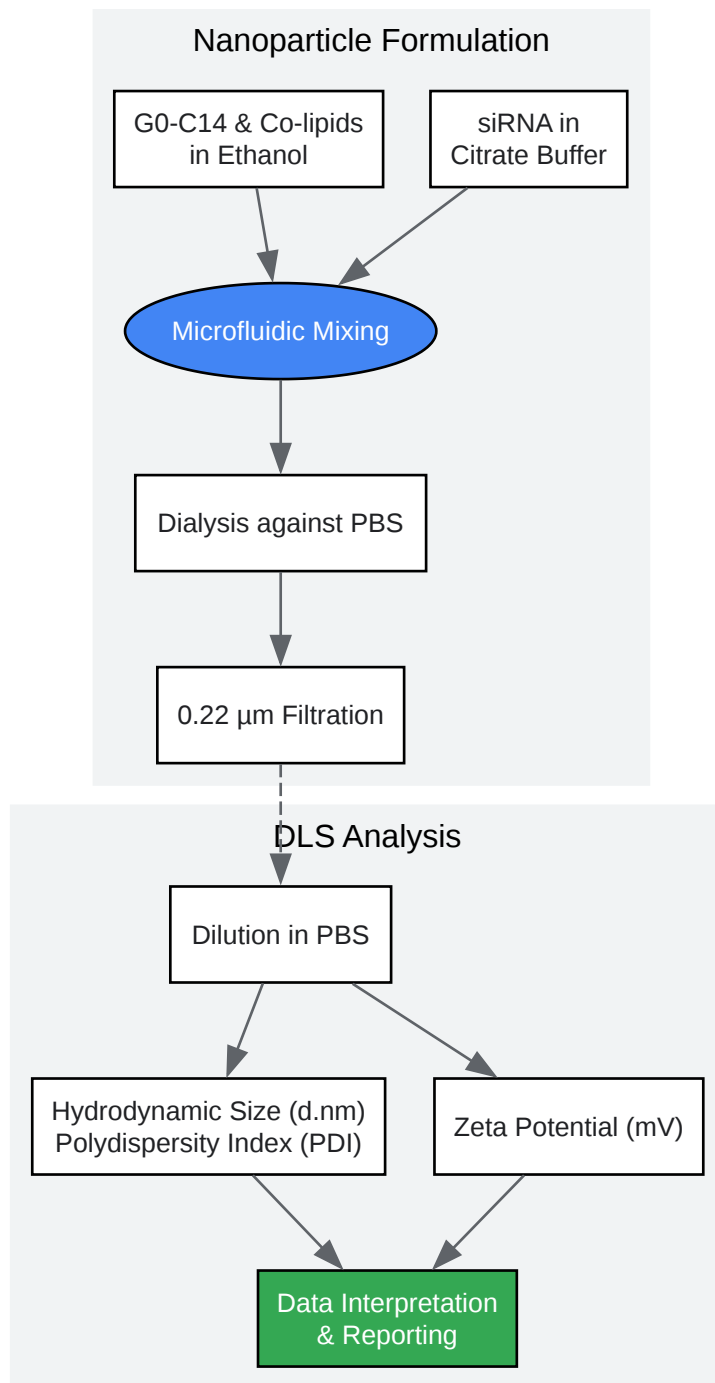 Nanoparticle Formulation
G0-C14 & Co-lipids
in Ethanol
siRNA in
Citrate Buffer
Microfluidic Mixing
Dialysis against PBS
0.22 µm Filtration
DLS Analysis
Dilution in PBS
Hydrodynamic Size (d.nm)
Polydispersity Index (PDI)
Zeta Potential (mV)
Data Interpretation
& Reporting